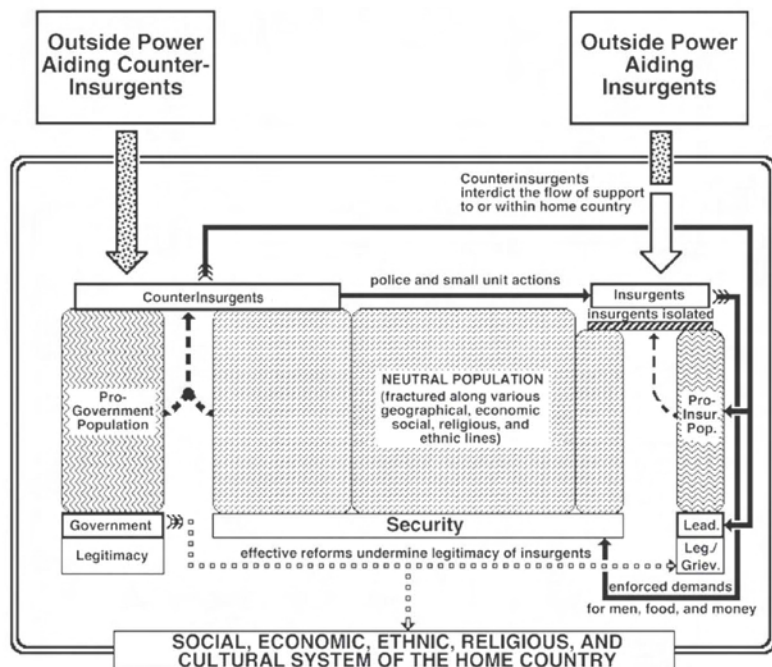 Outside Power
Aiding Counter-
Insurgents
Outside Power
Aiding
Insurgents
Counterinsurgents
interdict the flow of support
to or within home country
police and small unit actions
CounterInsurgents
Insurgents
insurgents isolated
Pro-
Government
Population
NEUTRAL POPULATION
(fractured along various
geographical, economic
social, religious, and
ethnic lines)
Pro-
Insur.
Pop.
Government
Security
Lead.
Legitimacy
effective reforms undermine legitimacy of insurgents
Leg./
Griev.
enforced demands
for men, food, and money
SOCIAL, ECONOMIC, ETHNIC, RELIGIOUS, AND
CULTURAL SYSTEM OF THE HOME COUNTRY